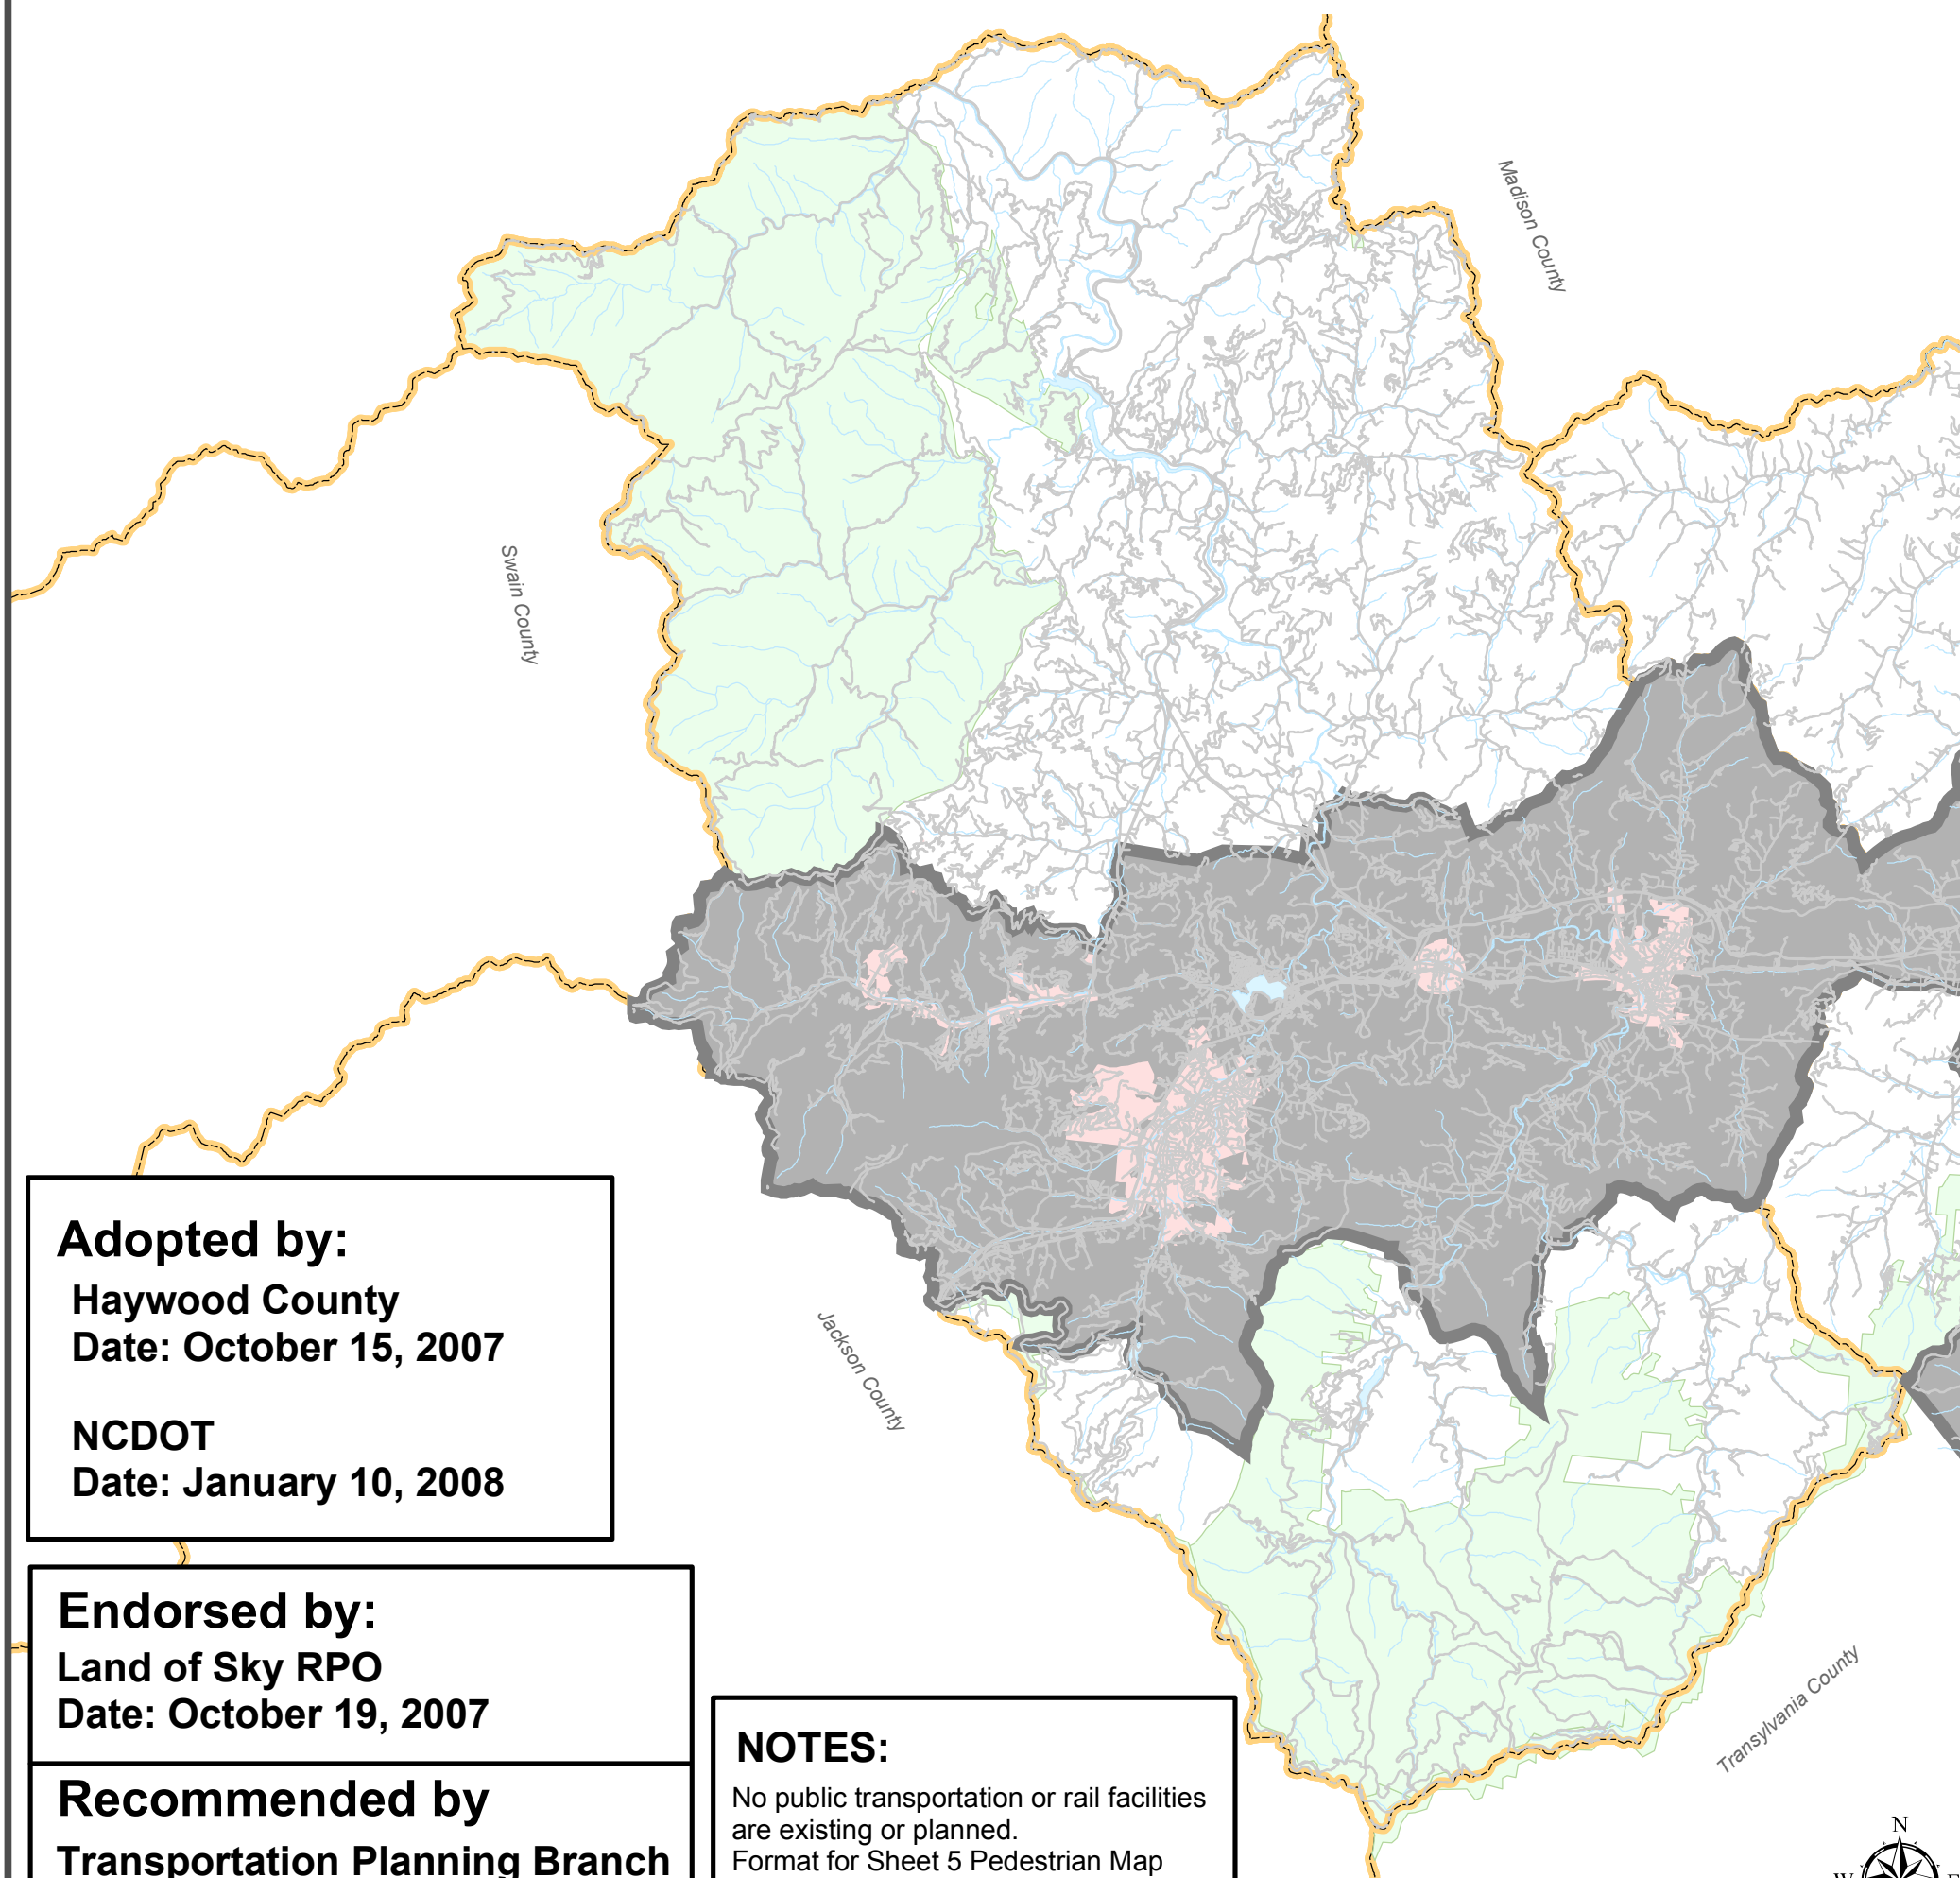 Madison County
Swain County
Adopted by:
Haywood County
Date: October 15, 2007
NCDOT
Date: January 10, 2008
Jackson County
Endorsed by:
Land of Sky RPO
Date: October 19, 2007
Recommended by
Transportation Planning Branch
NOTES:
No public transportation or rail facilities
are existing or planned.
Format for Sheet 5 Pedestrian Map
Transylvania County
N
W E